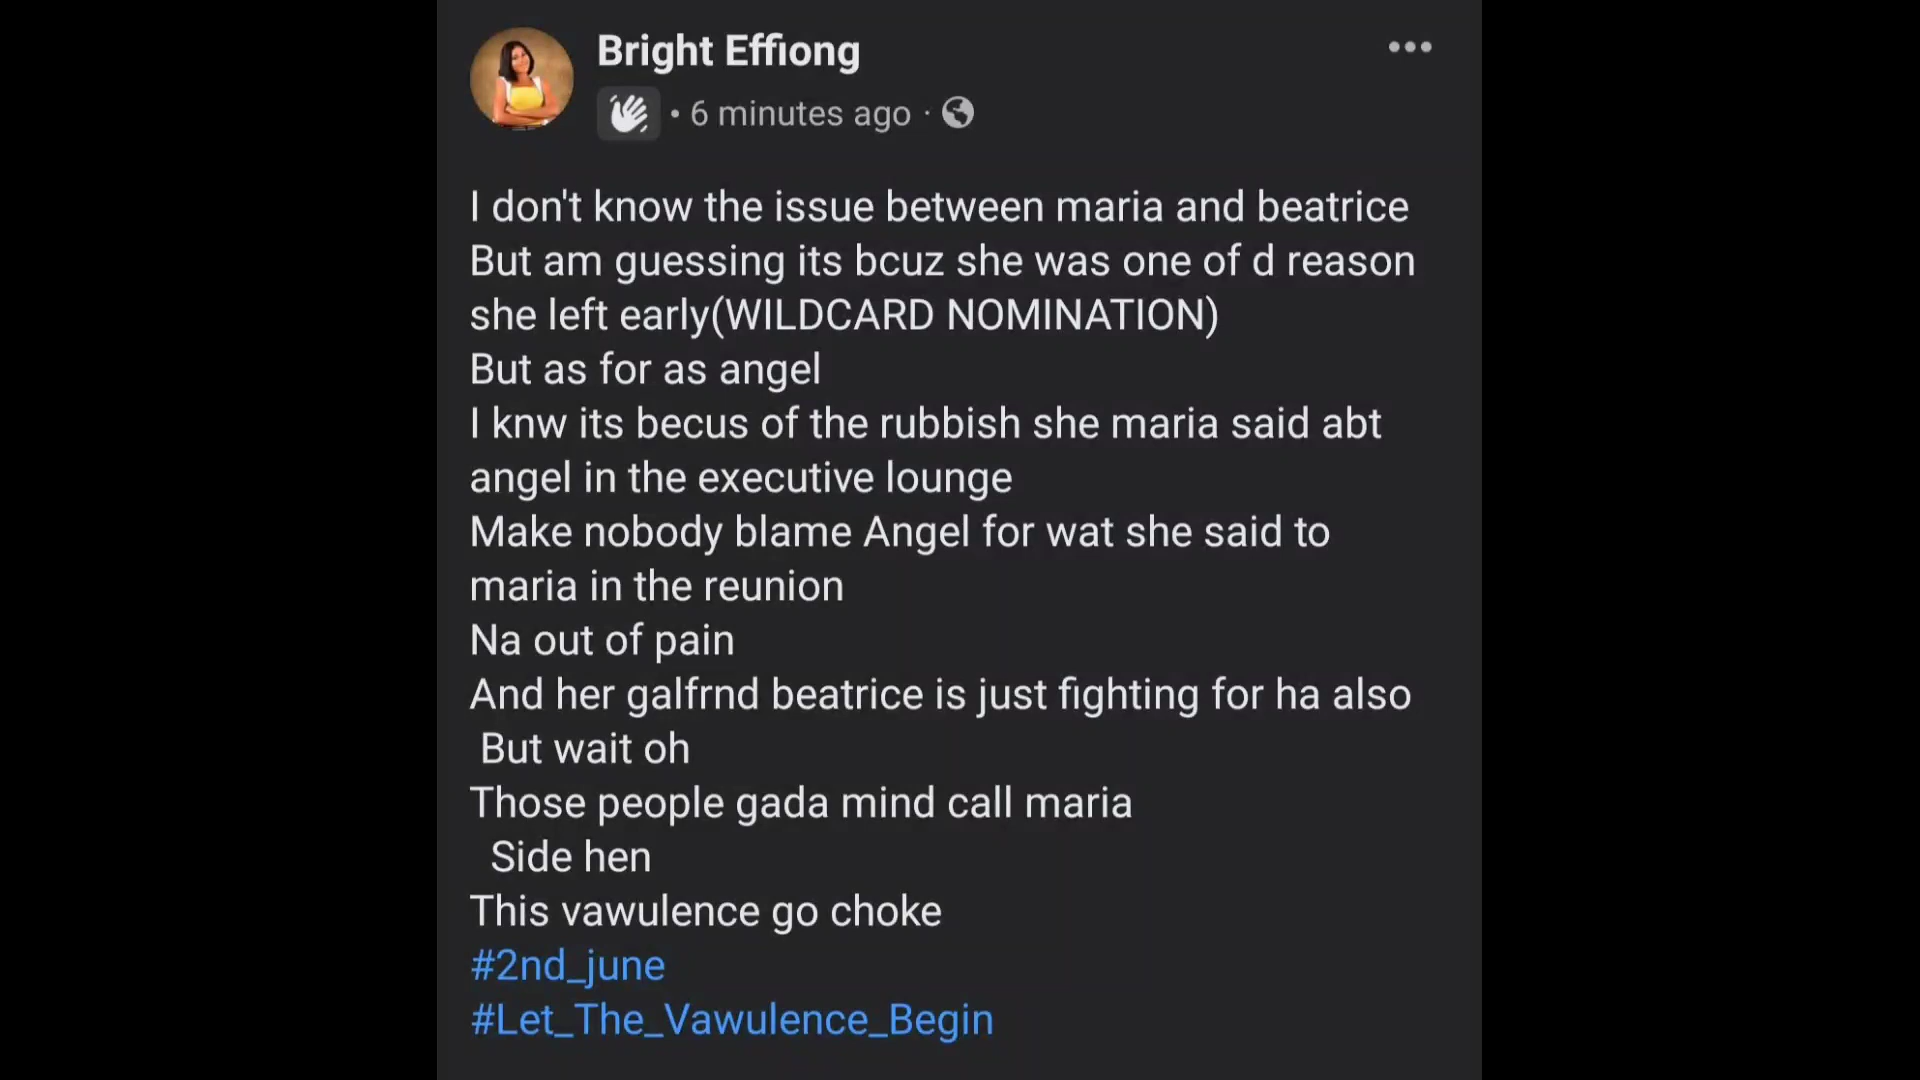 Bright Effiong
• 6 minutes ago ·
I don't know the issue between maria and beatrice
But am guessing its bcuz she was one of d reason
she left early(WILDCARD NOMINATION)
But as for as angel
I knw its becus of the rubbish she maria said abt
angel in the executive lounge
Make nobody blame Angel for wat she said to
maria in the reunion
Na out of pain
And her galfrnd beatrice is just fighting for ha also
But wait oh
Those people gada mind call maria
Side hen
This vawulence go choke
#2nd_june
#Let_The_Vawulence_Begin